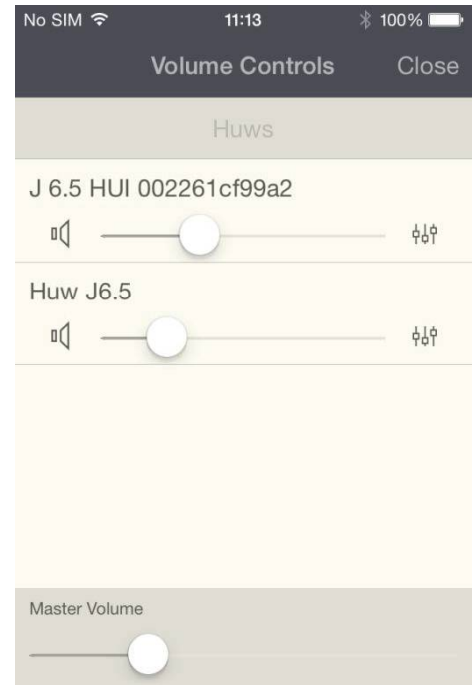 No SIM 11:13 100%
Volume Controls Close
Huws
J 6.5 HUI 002261cf99a2
Huw J6.5
Master Volume